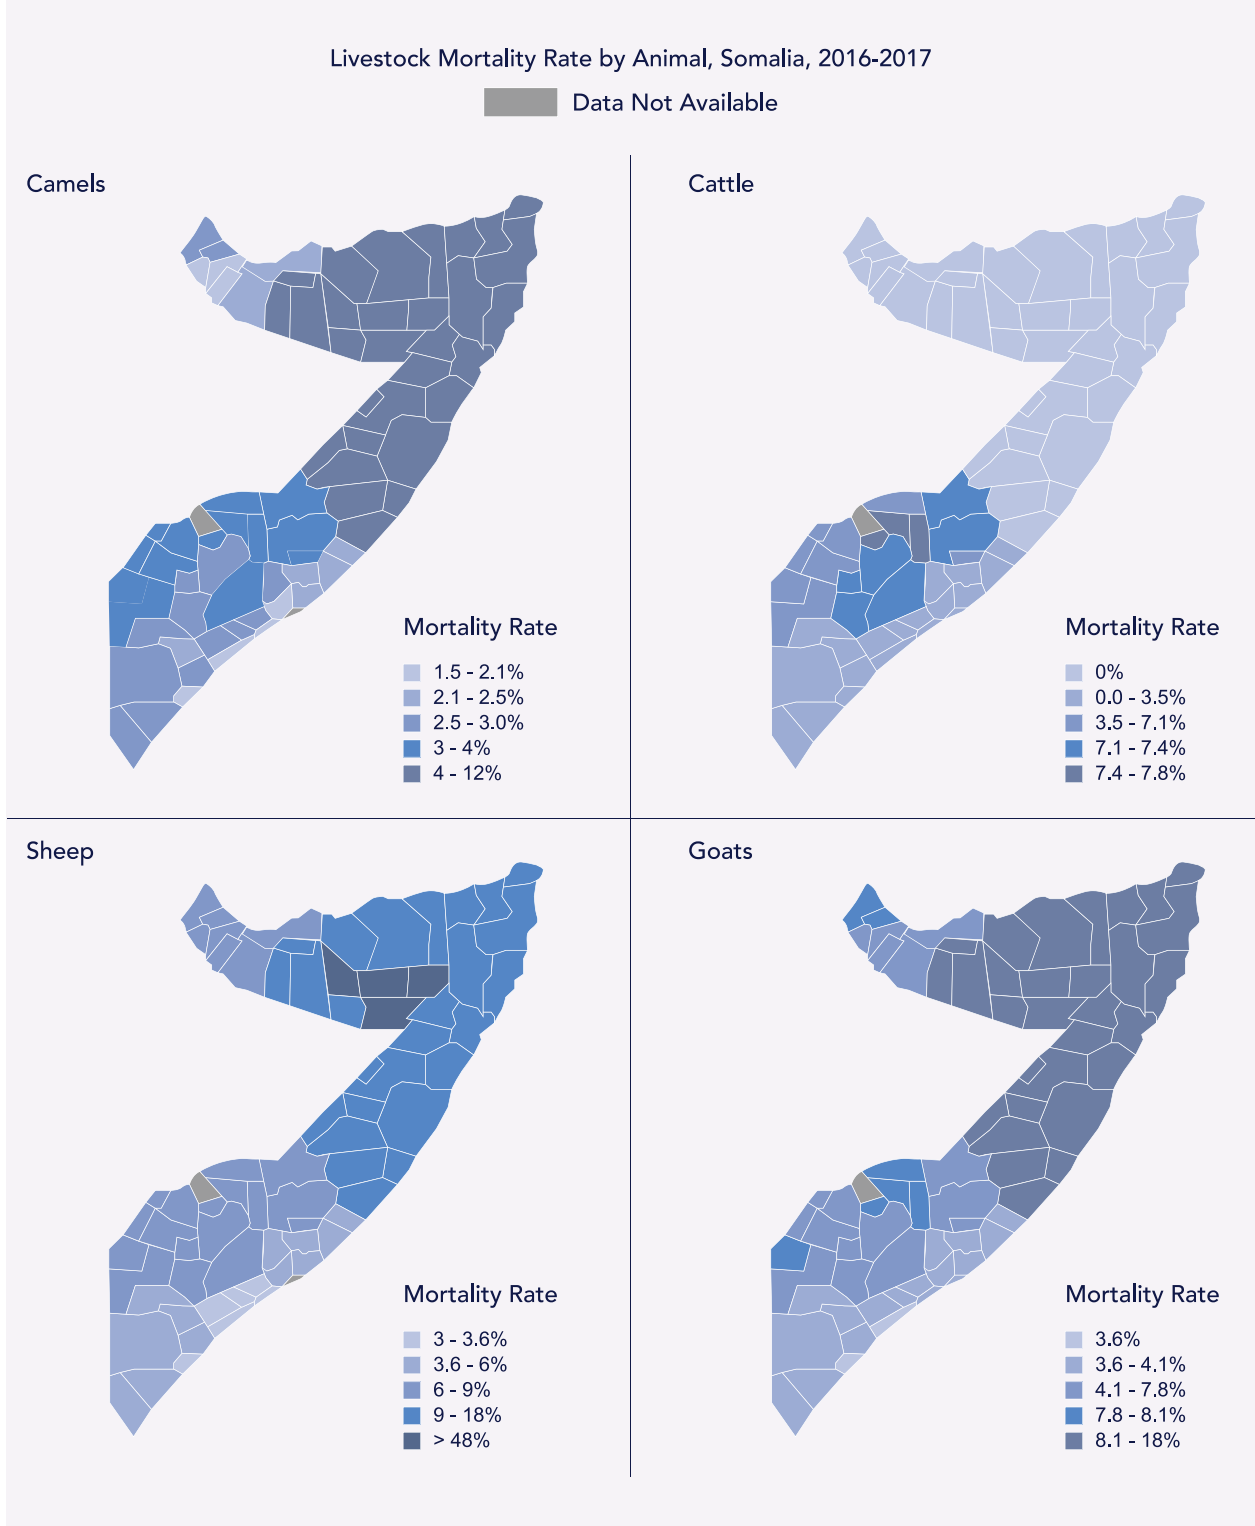 Livestock Mortality Rate by Animal, Somalia, 2016-2017
Data Not Available
Camels
Mortality Rate
1.5 - 2.1%
2.1 - 2.5%
2.5 - 3.0%
3 - 4%
4 - 12%
Cattle
Mortality Rate
0%
0.0 - 3.5%
3.5 - 7.1%
7.1 - 7.4%
7.4 - 7.8%
Sheep
Mortality Rate
3 - 3.6%
3.6 - 6%
6 - 9%
9 - 18%
> 48%
Goats
Mortality Rate
3.6%
3.6 - 4.1%
4.1 - 7.8%
7.8 - 8.1%
8.1 - 18%